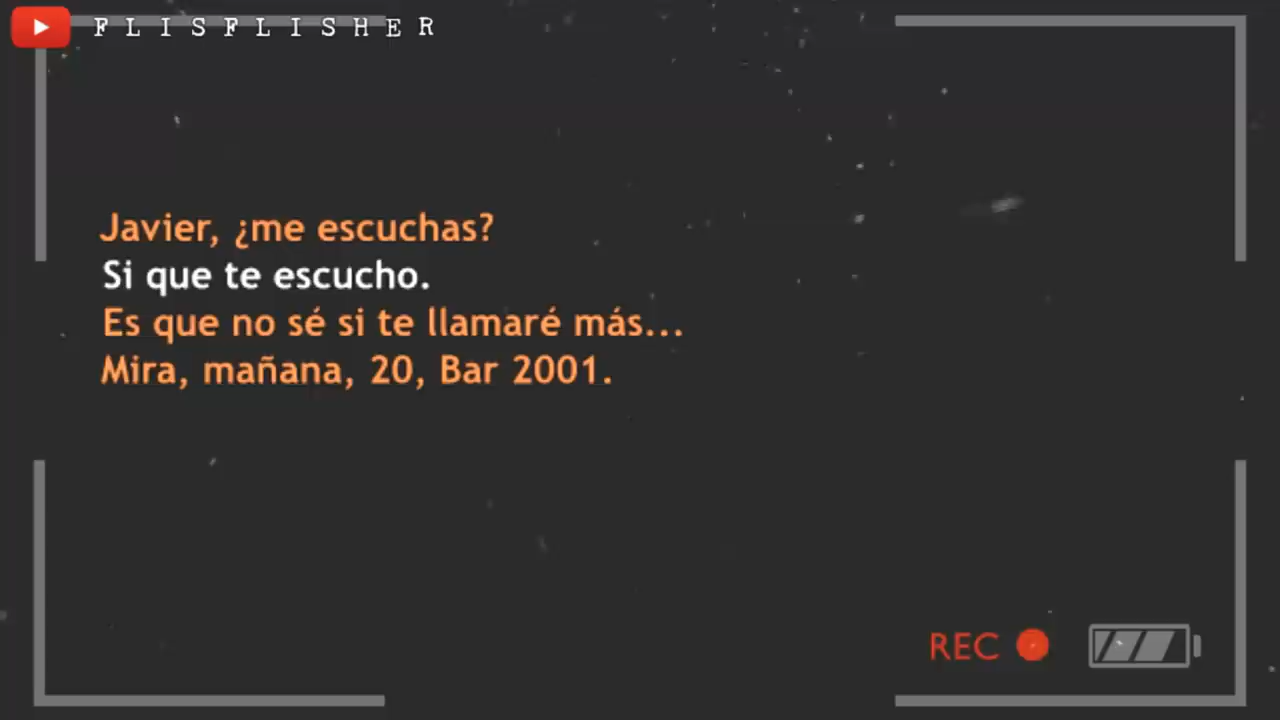 FLISFLISHER
Javier, ¿me escuchas?
Si que te escucho.
Es que no sé si te llamaré más...
Mira, mañana, 20, Bar 2001.
REC